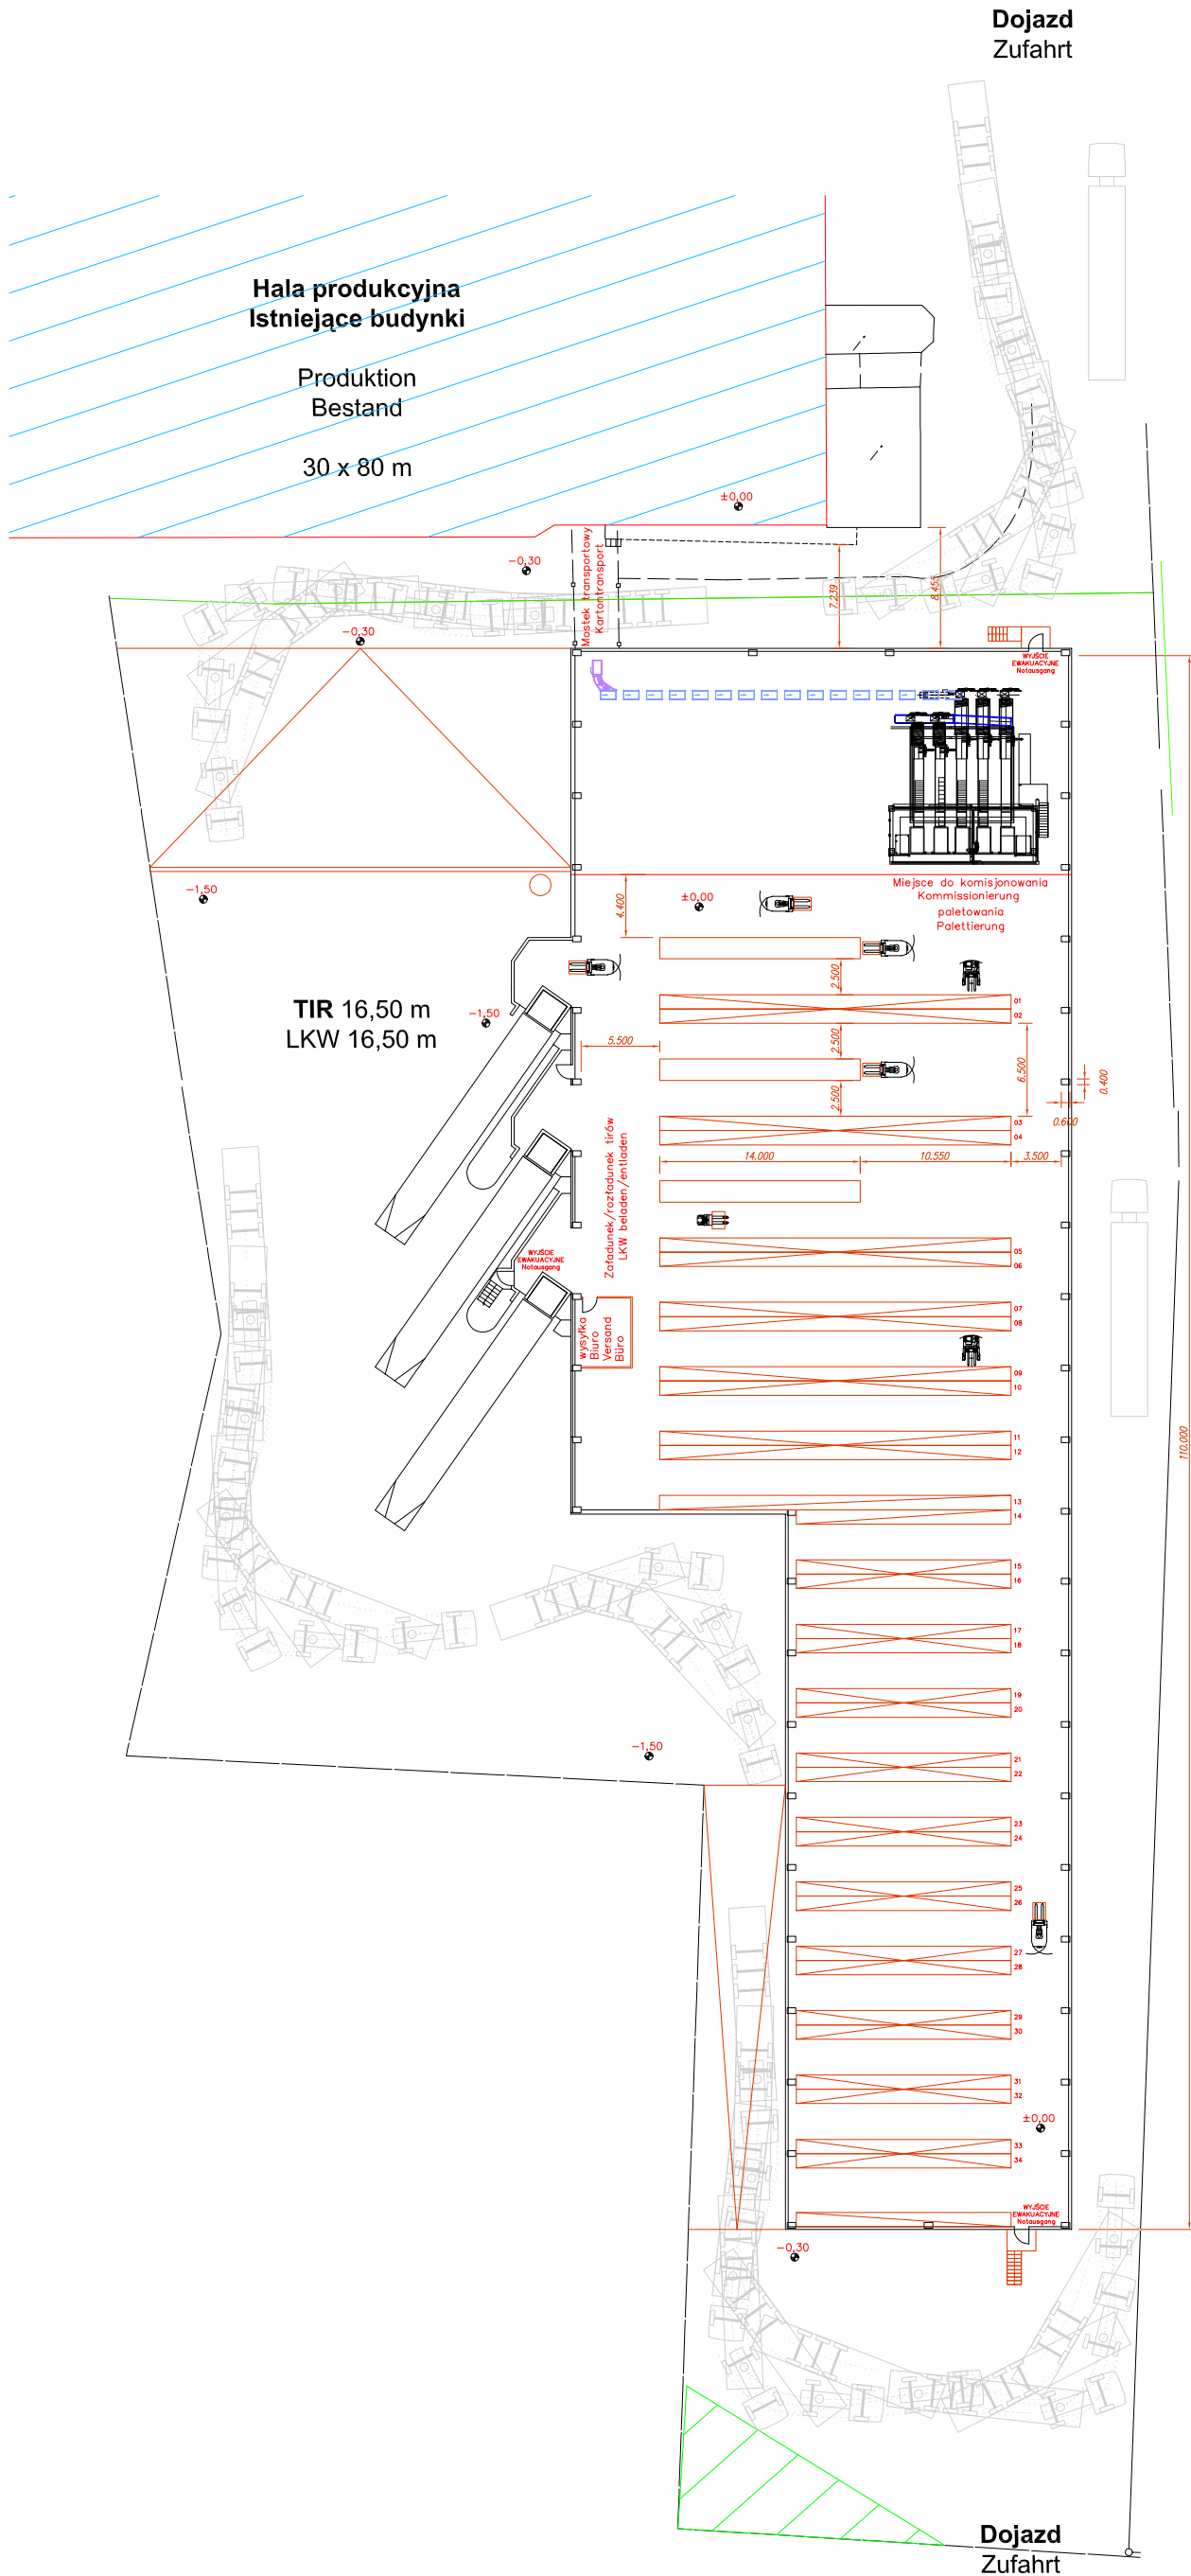 Dojazd
Zufahrt
Hala produkcyjna
Istniejące budynki
Produktion
Bestand
30 x 80 m
±0,00
-0,30
Mostek transportowy
Kartontransport
7.239
8.455
-0,30
WYJŚCIE
EWAKUACYJNE
Notausgang
Miejsce do komisjonowania
Kommissionierung
paletowania
Palettierung
-1,50
4.400
±0,00
2.500
TIR 16,50 m
LKW 16,50 m
-1,50
01
02
5.500
2.500
6.500
2.500
0.400
0.600
03
04
14.000
10.550
3.500
Załadunek/rozładunek tirów
LKW beladen/entladen
WYJŚCIE
EWAKUACYJNE
Notausgang
05
06
07
08
wysyłka
Biuro
Versand
Büro
09
10
11
12
110.000
13
14
15
16
17
18
19
20
-1,50
21
22
23
24
25
26
27
28
29
30
31
32
±0,00
33
34
WYJŚCIE
EWAKUACYJNE
Notausgang
-0,30
Dojazd
Zufahrt